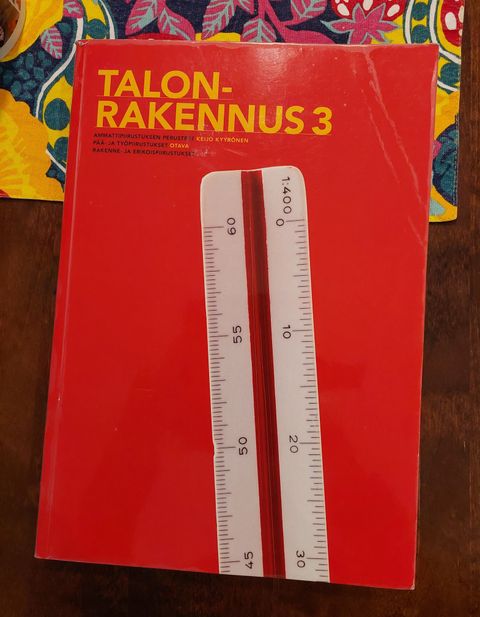 TALON-
RAKENNUS 3
AMMATTIPIIRUSTUKSEN PERUSTEET KEIJO KYYRÖNEN
PÄÄ- JA TYÖPIIRUSTUKSET OTAVA
RAKENNE- JA ERIKOISPIIRUSTUKSET
1:400
60 0
55 10
50 20
45 30